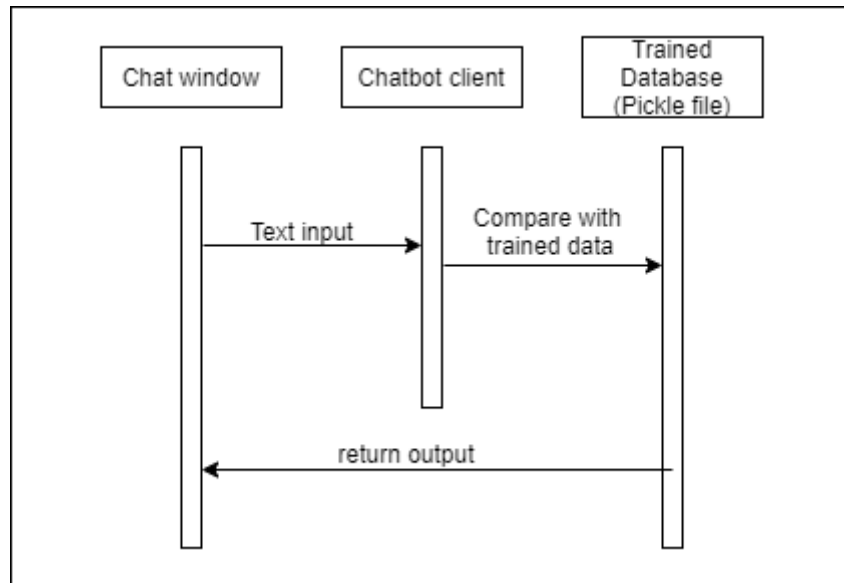 Chat window
Chatbot client
Trained
Database
(Pickle file)
Text input
Compare with
trained data
return output